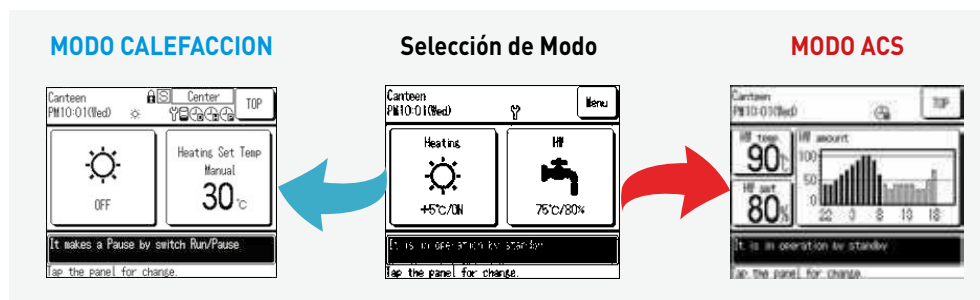 MODO CALEFACCION
Selección de Modo
MODO ACS
Canteen
PM10:01(Wed)
S
Center
TOP
OFF
Heating Set Temp
Manual
30°C
It makes a Pause by switch Run/Pause
Tap the panel for change.
Canteen
PM10:01(Wed)
Menu
Heating
+5°C/ON
HW
75°C/80%
It is in operation by standby
Tap the panel for change.
Canteen
PM10:01(Wed)
TOP
HW temp
90°C
HW set
80%
HW amount
100
50
0
22 3 8 13 18
It is in operation by standby
Tap the panel for change.